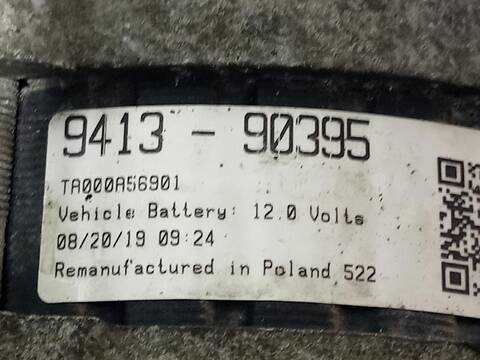 9413 - 90395
TA000A56901
Vehicle Battery: 12.0 Volts
08/20/19 09:24
Remanufactured in Poland 522